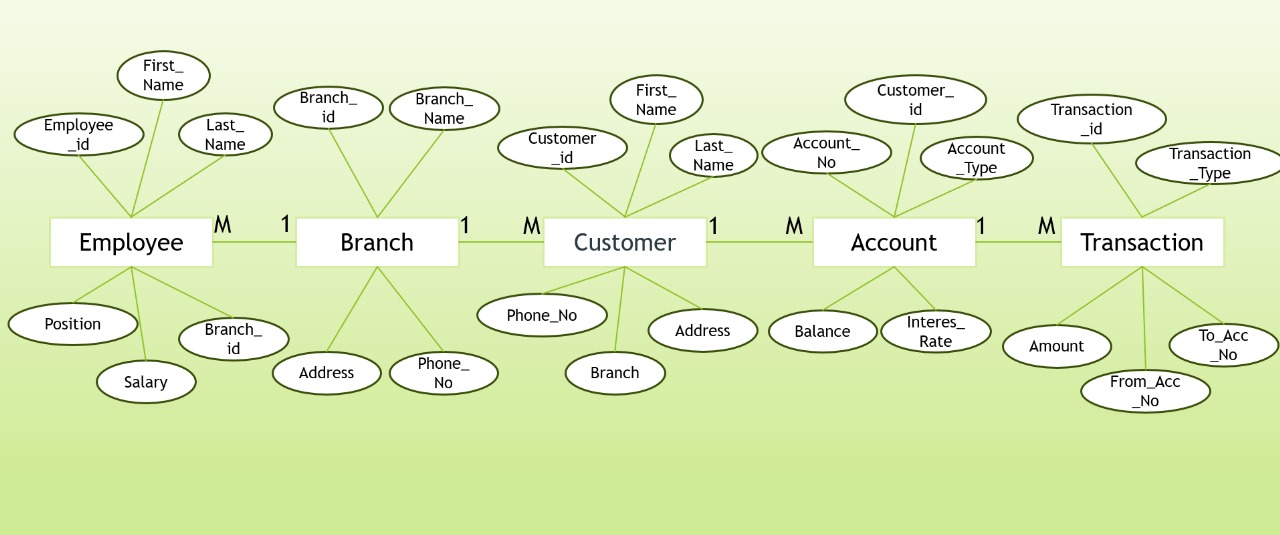 First_
Name
Employee
_id
Last_
Name
Branch_
id
Branch_
Name
Customer
_id
First_
Name
Last_
Name
Account_
No
Customer_
id
Account
_Type
Transaction
_id
Transaction
_Type
Employee M 1 Branch 1 M Customer 1 M Account 1 M Transaction
Position
Salary
Branch_
id
Address
Phone_
No
Phone_No
Branch
Address
Balance
Interes_
Rate
Amount
From_Acc
_No
To_Acc
_No